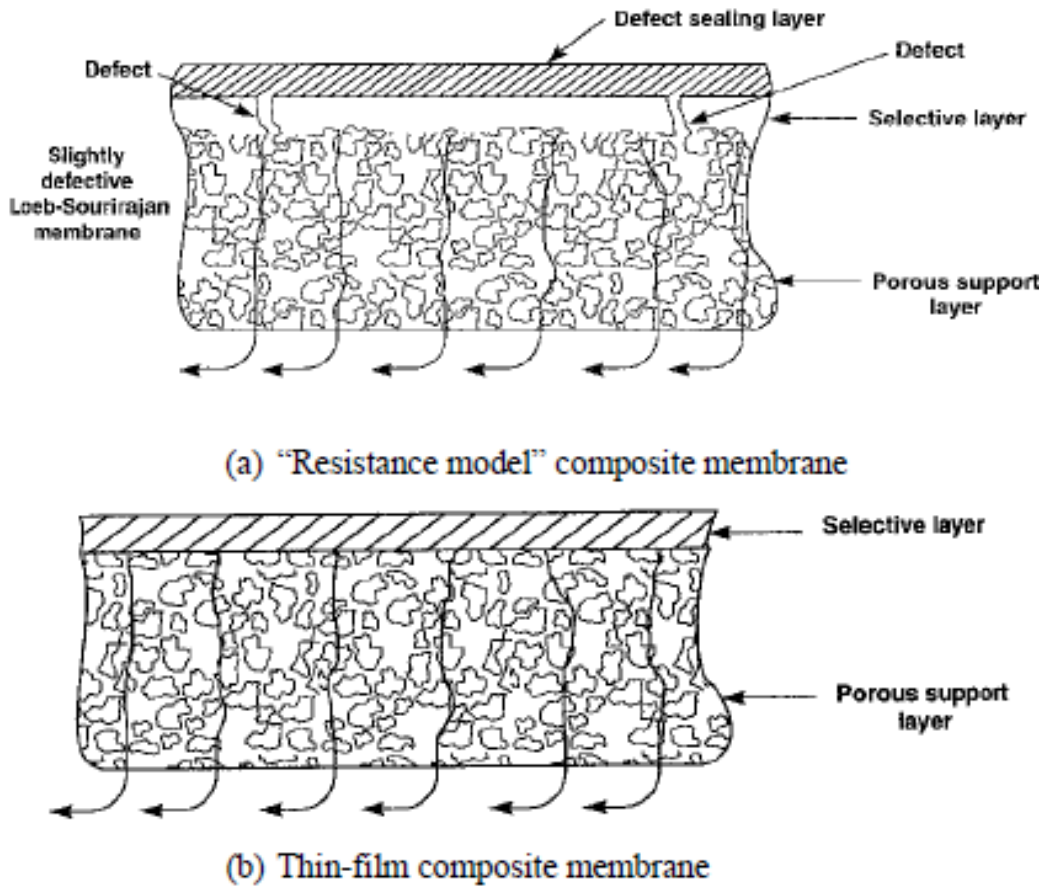 Defect sealing layer
Defect
Defect
Selective layer
Slightly
defective
Loeb-Sourirajan
membrane
Porous support
layer
(a) “Resistance model” composite membrane
Selective layer
Porous support
layer
(b) Thin-film composite membrane